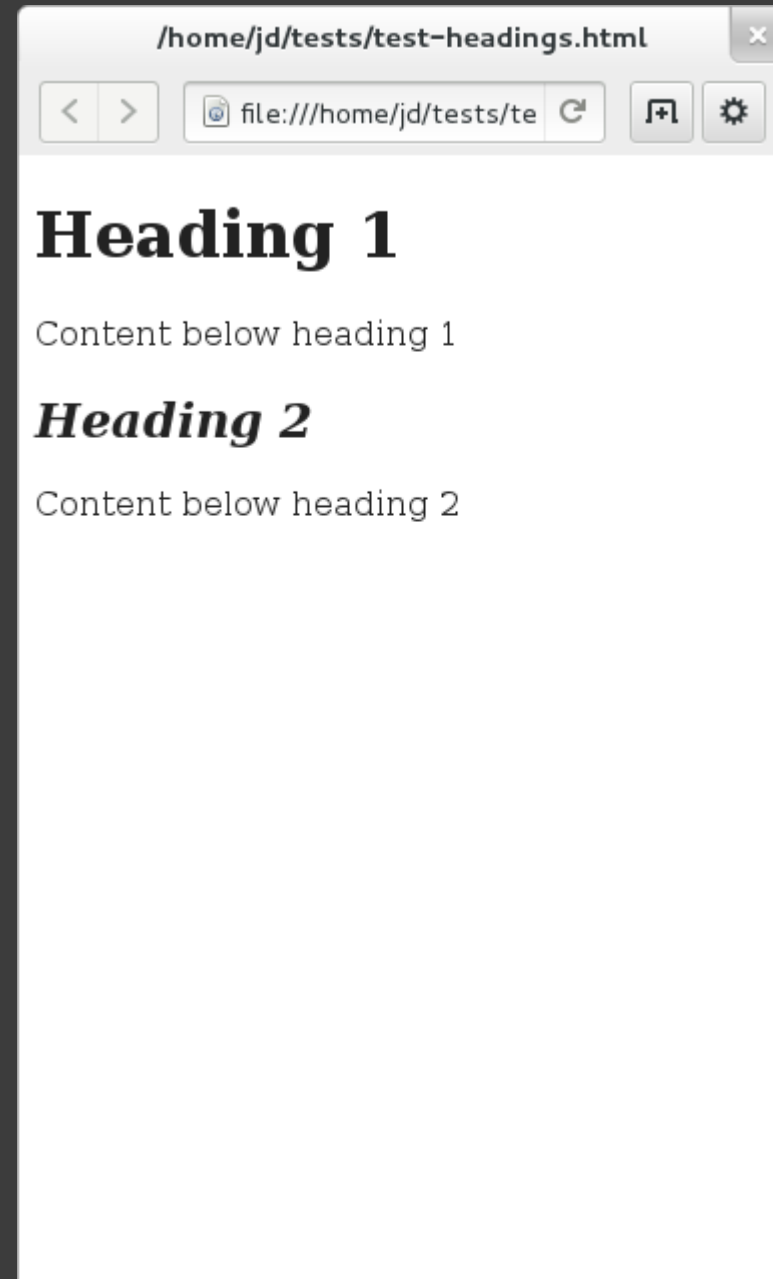 /home/jd/tests/test-headings.html
file:///home/jd/tests/te
Heading 1
Content below heading 1
Heading 2
Content below heading 2